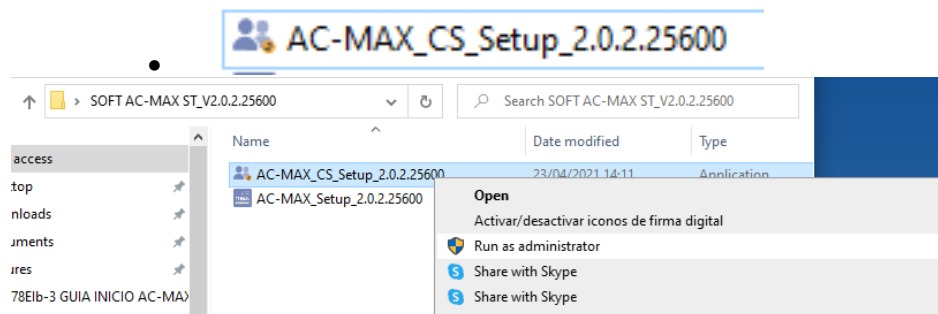 AC-MAX_CS_Setup_2.0.2.25600
SOFT AC-MAX ST_V2.0.2.25600
Search SOFT AC-MAX ST_V2.0.2.25600
Name
Date modified
Type
access
AC-MAX_CS_Setup_2.0.2.25600
23/04/2021 14:11
Application
top
AC-MAX_Setup_2.0.2.25600
Open
nloads
Activar/desactivar iconos de firma digital
uments
Run as administrator
ures
Share with Skype
78EIb-3 GUIA INICIO AC-MAX
Share with Skype